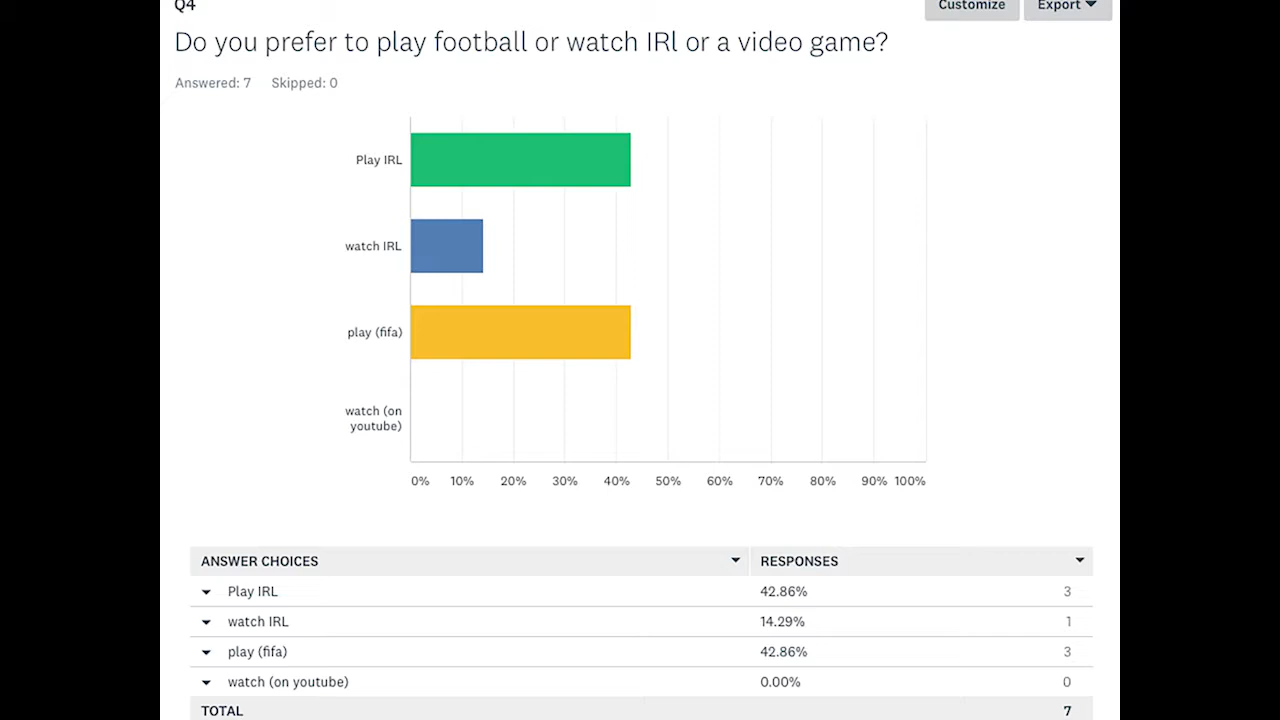 Q4
Customize
Export
Do you prefer to play football or watch IRl or a video game?
Answered: 7 Skipped: 0
Play IRL
watch IRL
play (fifa)
watch (on
youtube)
0% 10% 20% 30% 40% 50% 60% 70% 80% 90% 100%
ANSWER CHOICES RESPONSES
Play IRL 42.86% 3
watch IRL 14.29% 1
play (fifa) 42.86% 3
watch (on youtube) 0.00% 0
TOTAL 7